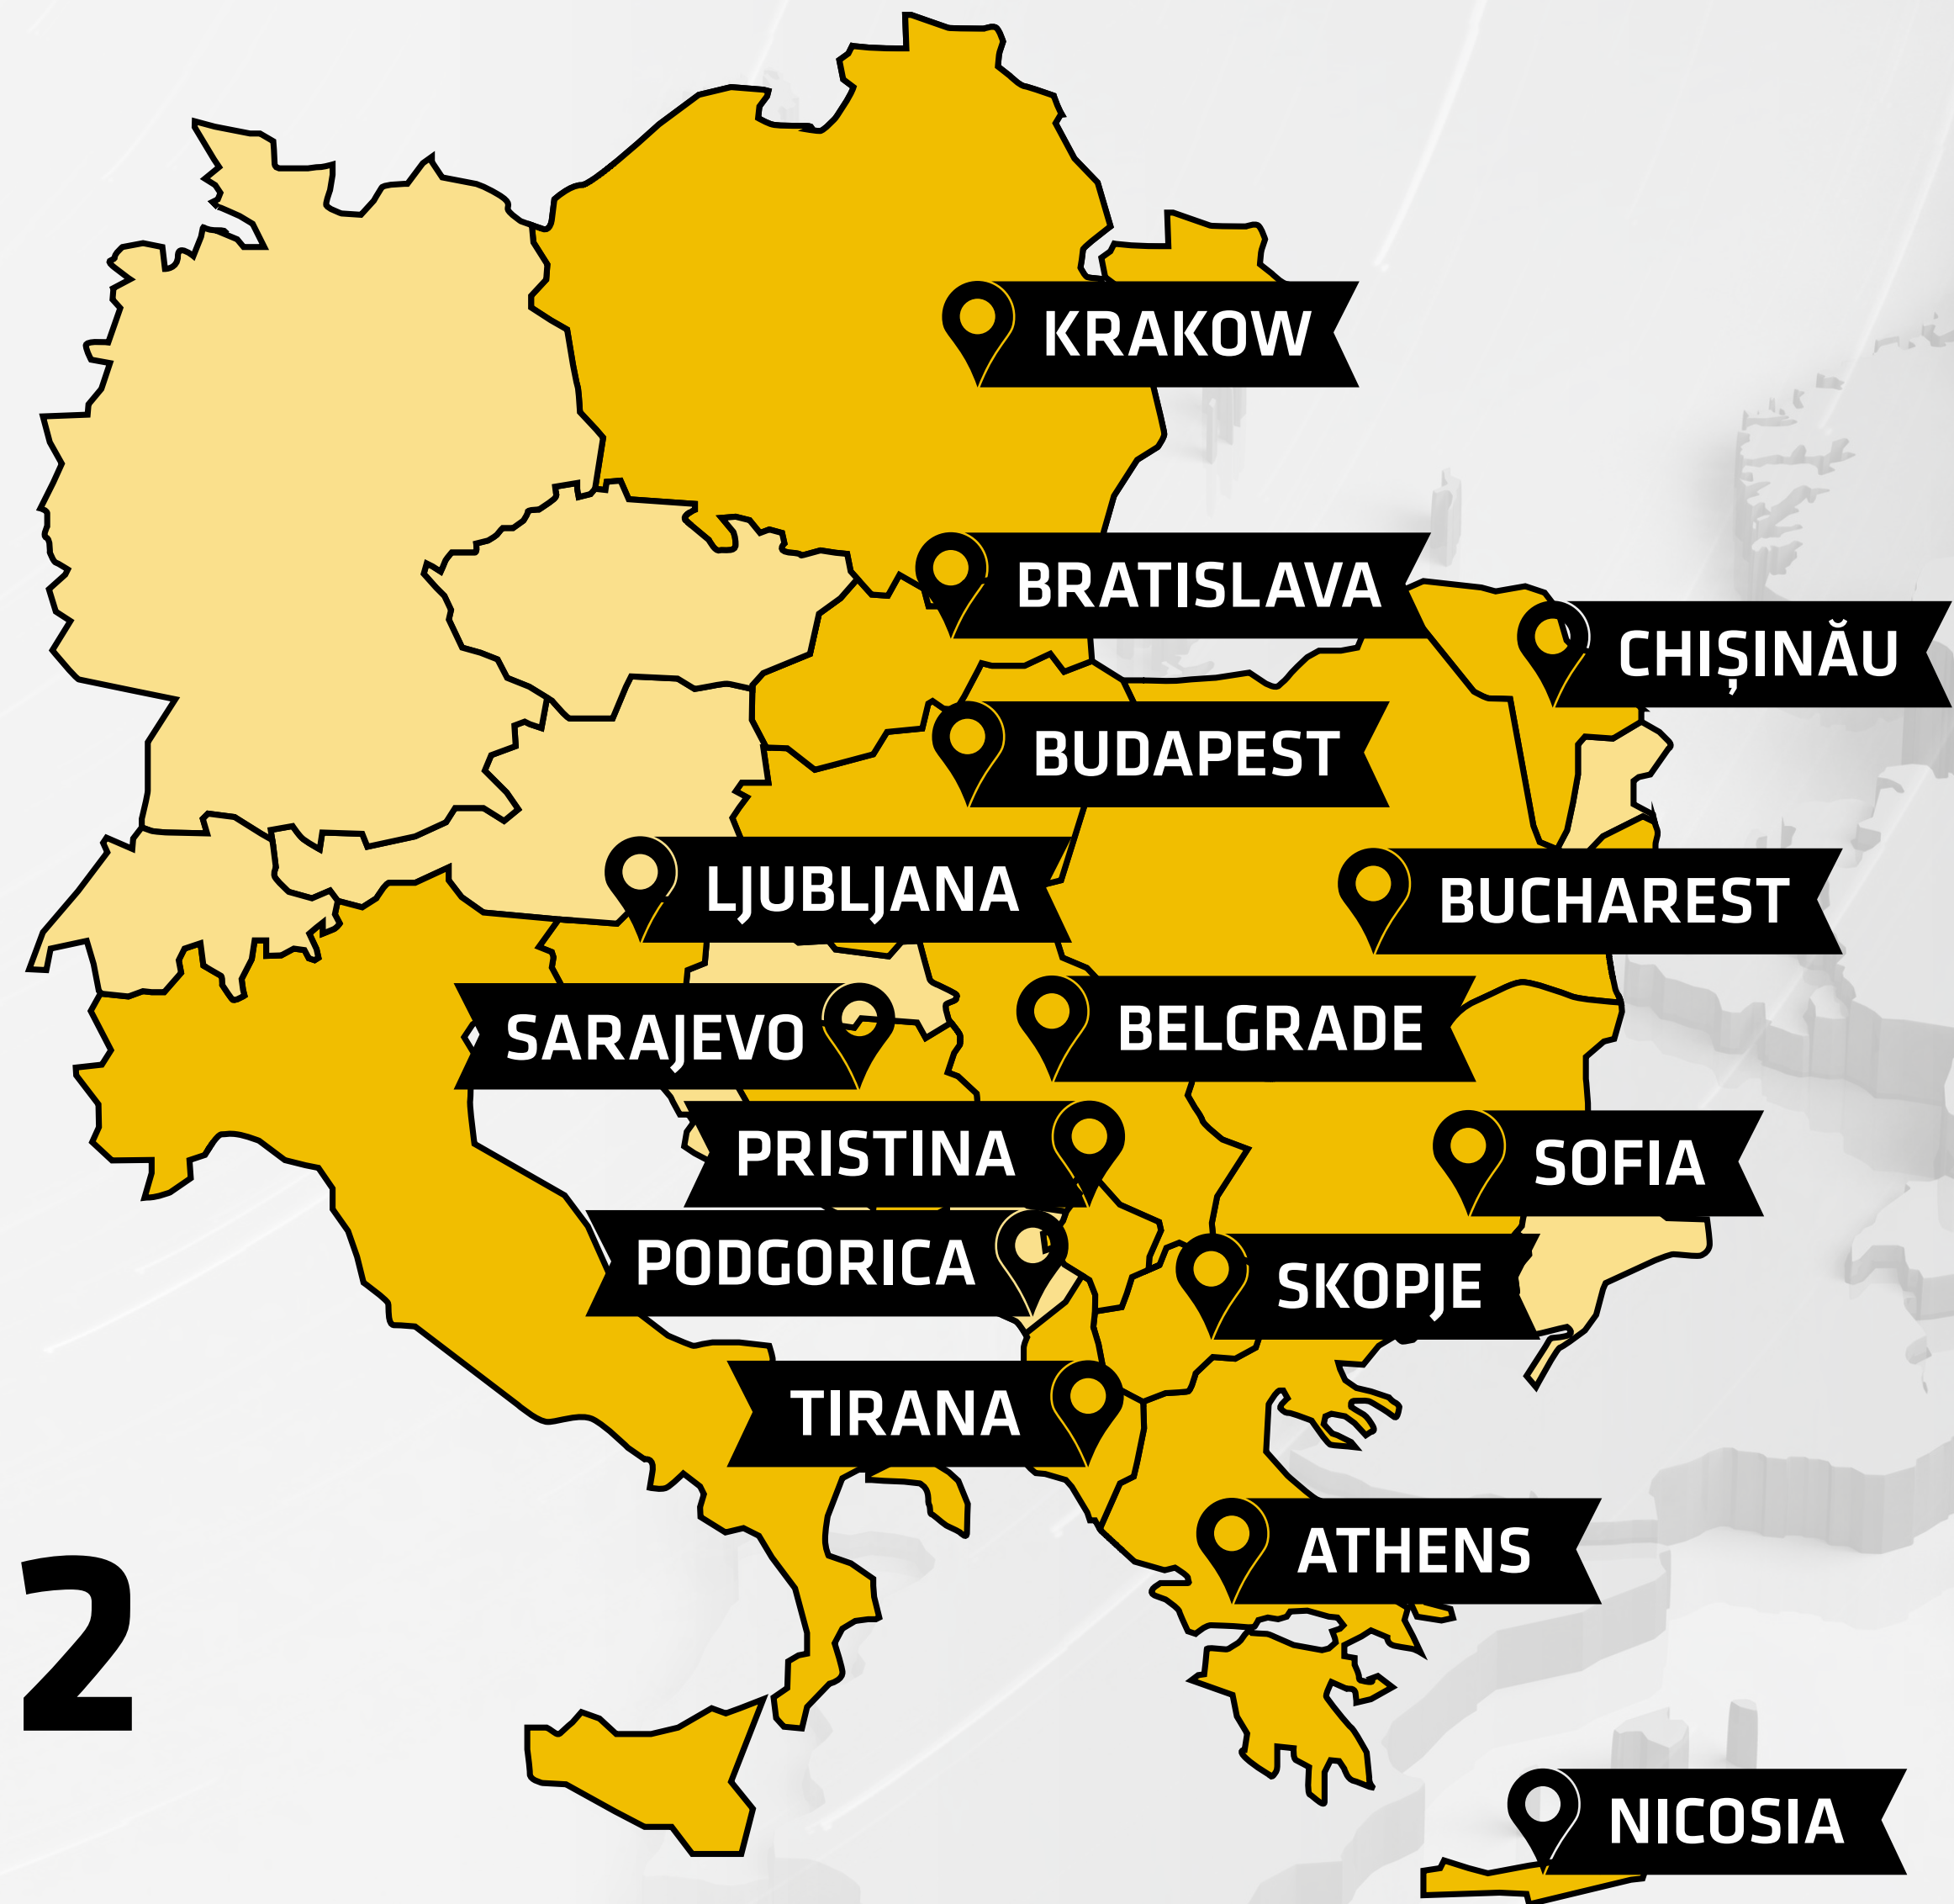 KRAKOW
BRATISLAVA
CHIȘINĂU
BUDAPEST
LJUBLJANA
BUCHAREST
SARAJEVO
BELGRADE
PRISTINA
SOFIA
PODGORICA
SKOPJE
TIRANA
ATHENS
2
NICOSIA